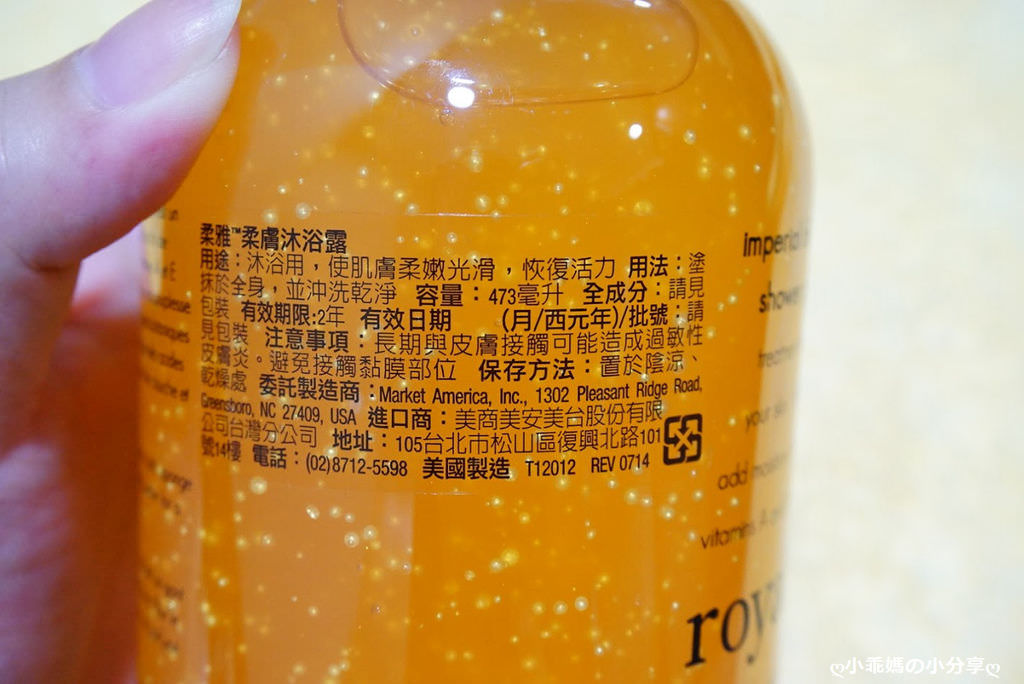 柔雅™柔膚沐浴露
用途：沐浴用，使肌膚柔嫩光滑，恢復活力 用法：塗
抹於全身，並沖洗乾淨 容量：473毫升 全成分：請見
包裝 有效期限:2年 有效日期 (月/西元年)/批號：請
見包裝 注意事項：長期與皮膚接觸可能造成過敏性
皮膚炎。避免接觸黏膜部位 保存方法：置於陰涼、
乾燥處 委託製造商：Market America, Inc., 1302 Pleasant Ridge Road,
Greensboro, NC 27409, USA 進口商：美商美安美台股份有限
公司台灣分公司 地址：105台北市松山區復興北路101
號14樓 電話：(02)8712-5598 美國製造 T12012 REV 0714
imperial
shower
your
add
vitamins A
roya
ღ小乖媽の小分享ღ